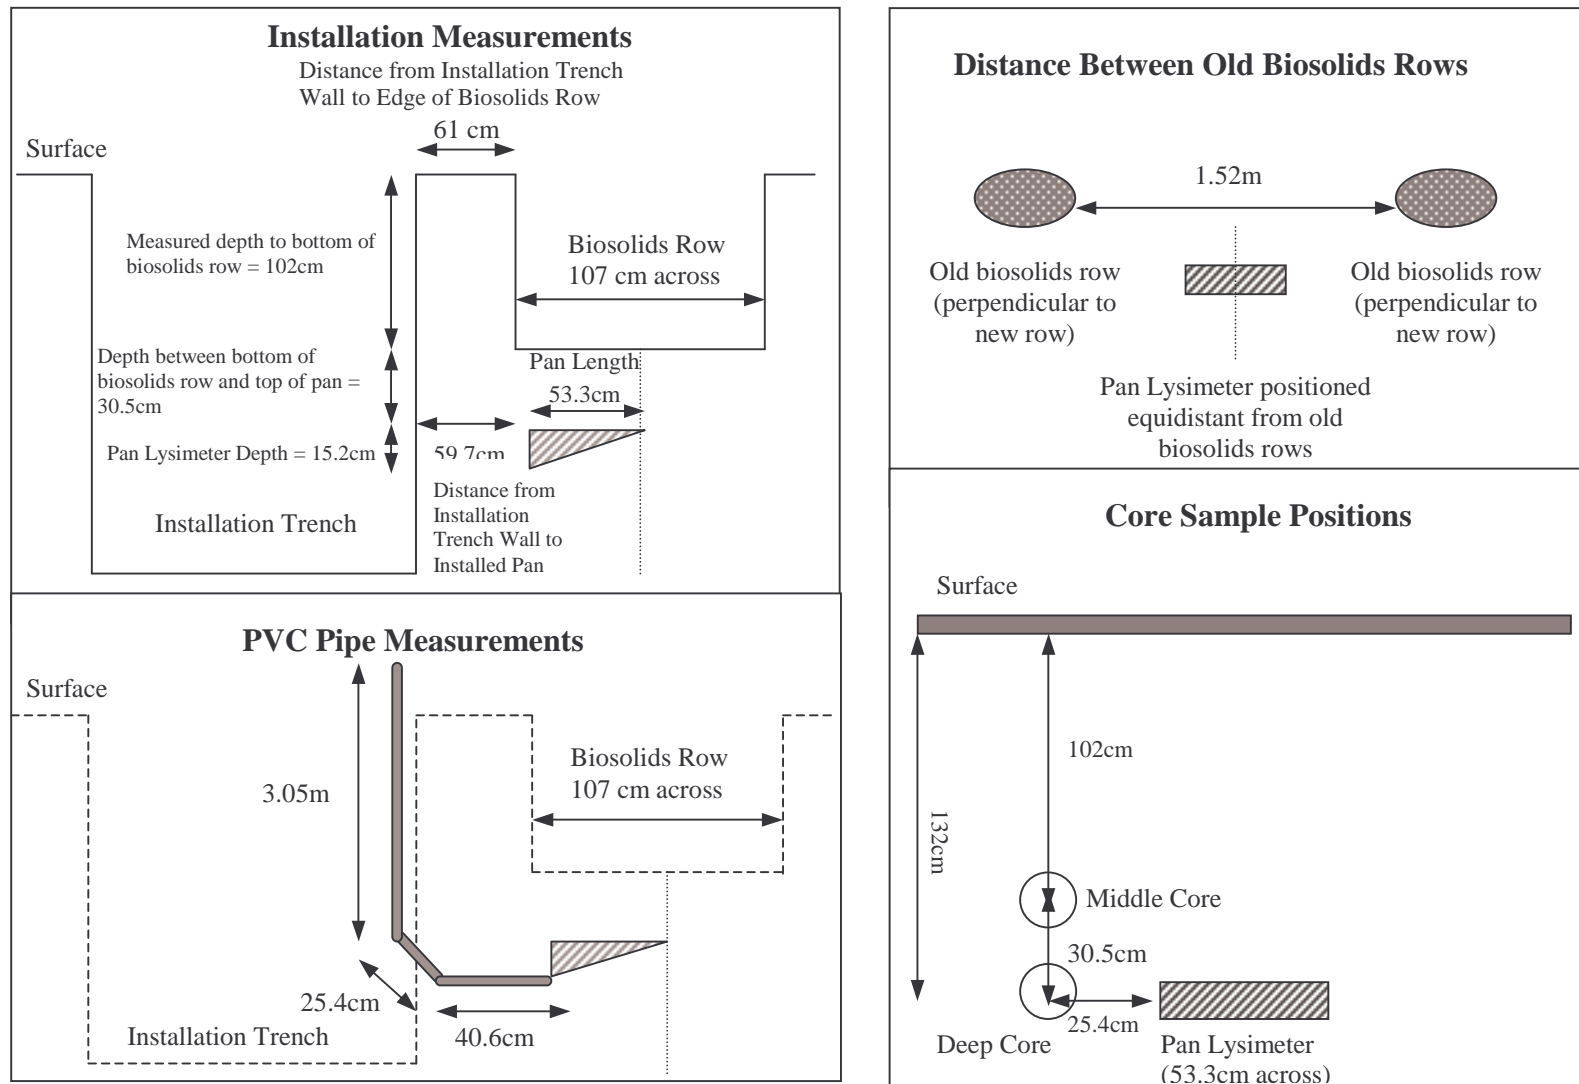 Installation Measurements
Distance from Installation Trench
Wall to Edge of Biosolids Row
61 cm
Surface
Measured depth to bottom of
biosolids row = 102cm
Biosolids Row
107 cm across
Depth between bottom of
biosolids row and top of pan =
30.5cm
Pan Length
53.3cm
Pan Lysimeter Depth = 15.2cm
59.7cm
Distance from
Installation
Trench Wall to
Installed Pan
Installation Trench
PVC Pipe Measurements
Surface
Biosolids Row
107 cm across
3.05m
25.4cm
40.6cm
Installation Trench
Distance Between Old Biosolids Rows
1.52m
Old biosolids row
(perpendicular to
new row)
Old biosolids row
(perpendicular to
new row)
Pan Lysimeter positioned
equidistant from old
biosolids rows
Core Sample Positions
Surface
102cm
132cm
Middle Core
30.5cm
25.4cm
Deep Core
Pan Lysimeter
(53.3cm across)